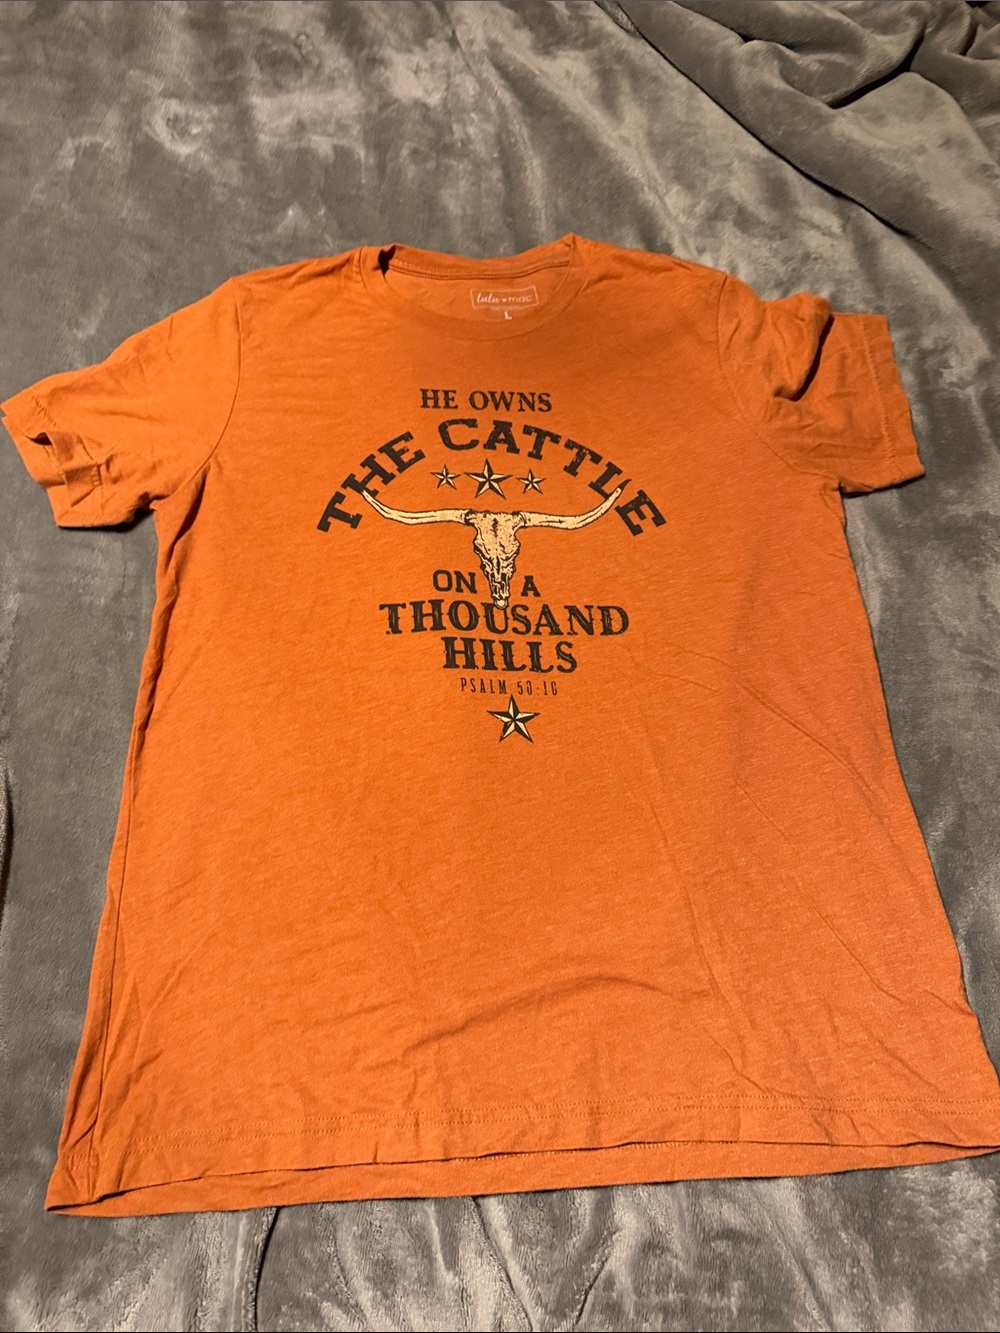 lulu • mac
L
HE OWNS
THE CATTLE
ON A
THOUSAND
HILLS
PSALM 50:10